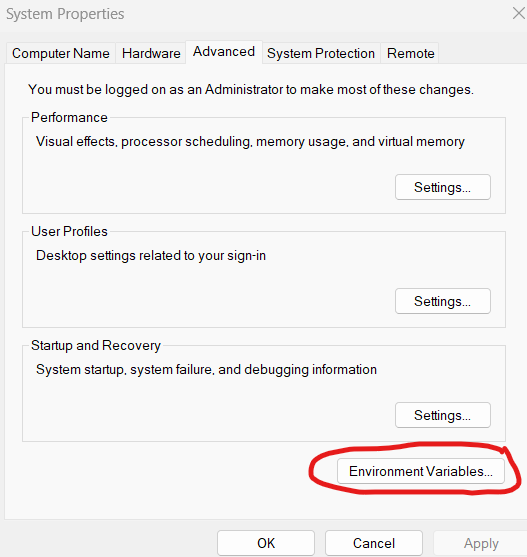 System Properties
Computer Name Hardware Advanced System Protection Remote
You must be logged on as an Administrator to make most of these changes.
Performance
Visual effects, processor scheduling, memory usage, and virtual memory
Settings...
User Profiles
Desktop settings related to your sign-in
Settings...
Startup and Recovery
System startup, system failure, and debugging information
Settings...
Environment Variables...
OK Cancel Apply